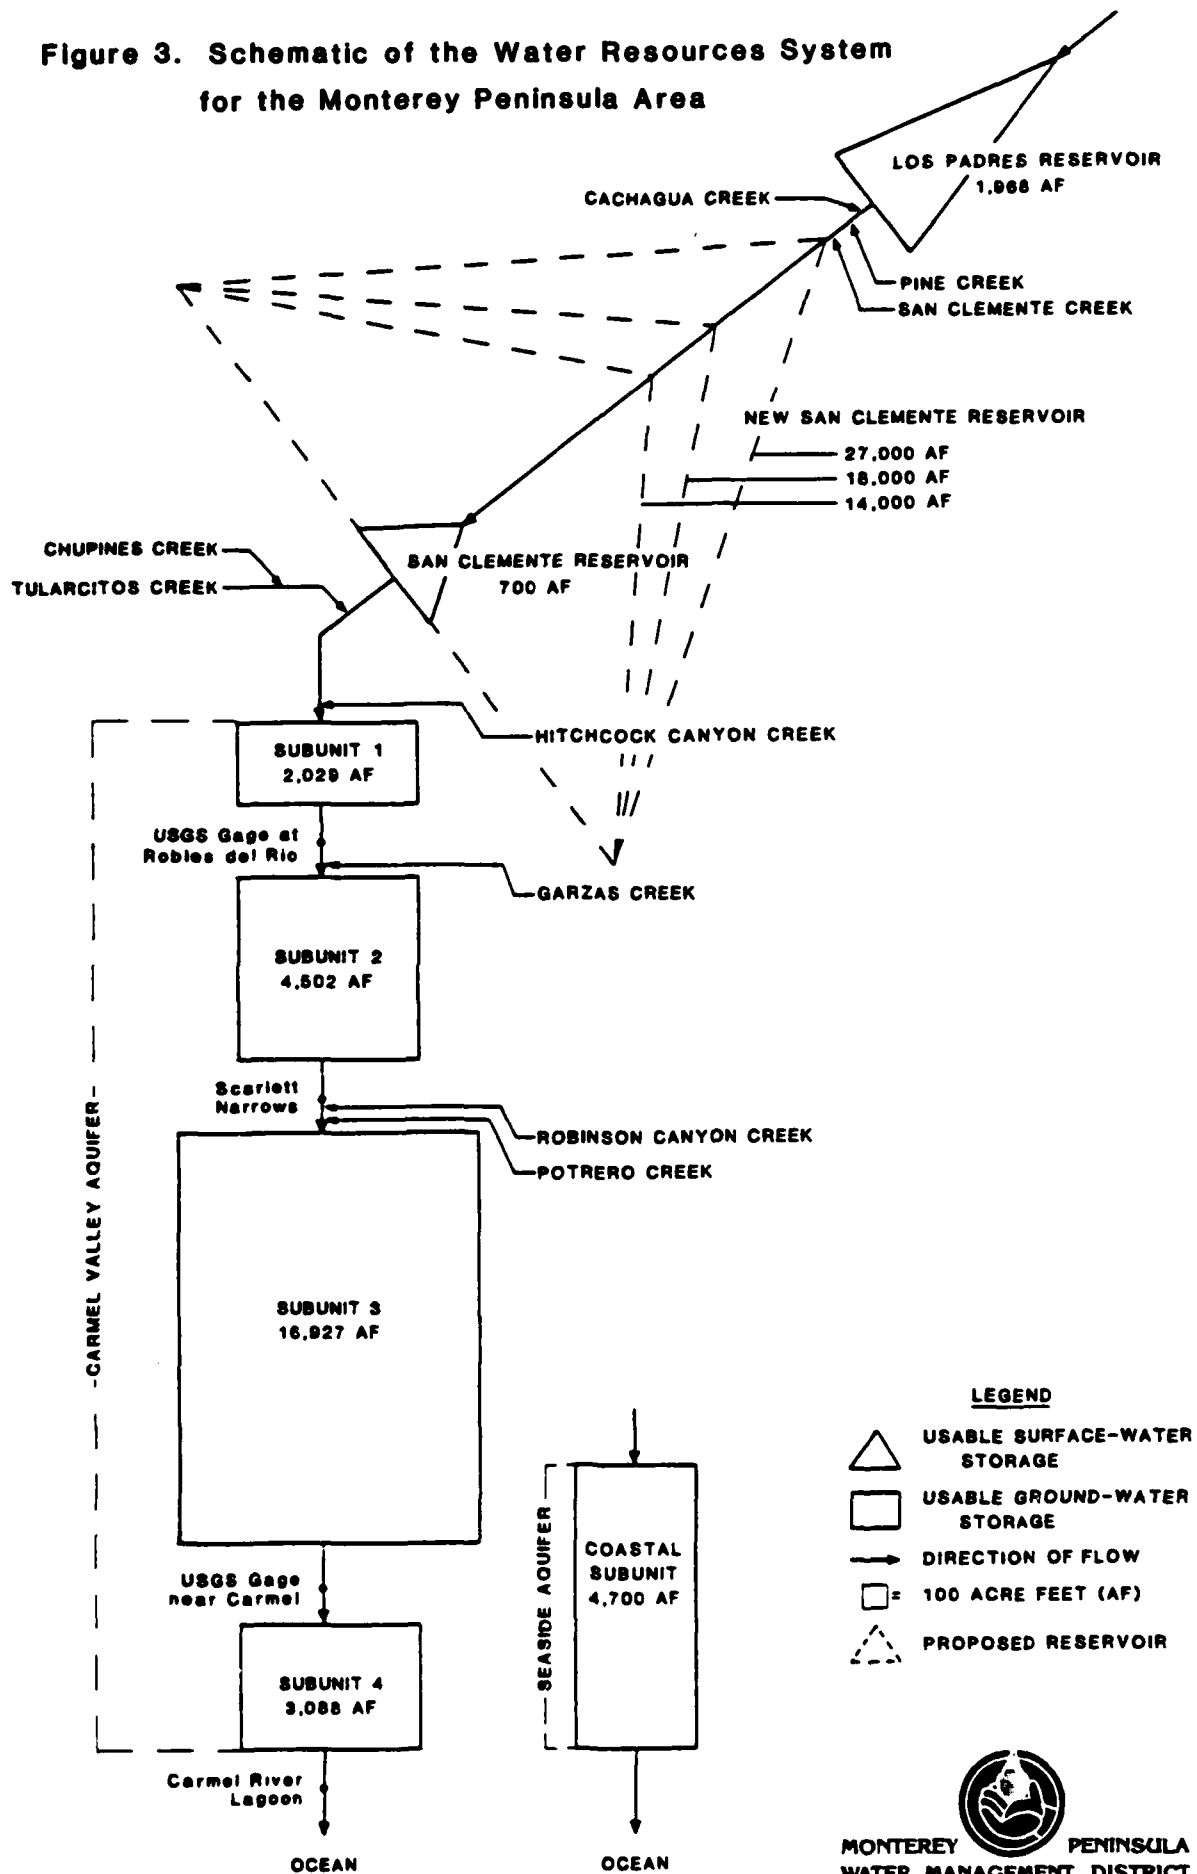 Figure 3. Schematic of the Water Resources System
for the Monterey Peninsula Area
LOS PADRES RESERVOIR
1,968 AF
CACHAGUA CREEK
PINE CREEK
SAN CLEMENTE CREEK
NEW SAN CLEMENTE RESERVOIR
27,000 AF
18,000 AF
14,000 AF
CHUPINES CREEK
TULARCITOS CREEK
SAN CLEMENTE RESERVOIR
700 AF
HITCHCOCK CANYON CREEK
SUBUNIT 1
2,029 AF
USGS Gage at
Robles del Rio
GARZAS CREEK
SUBUNIT 2
4,502 AF
Scarlett
Narrows
ROBINSON CANYON CREEK
POTRERO CREEK
CARMEL VALLEY AQUIFER
SUBUNIT 3
16,927 AF
USGS Gage
near Carmel
SUBUNIT 4
3,088 AF
Carmel River
Lagoon
OCEAN
SEASIDE AQUIFER
COASTAL
SUBUNIT
4,700 AF
OCEAN
LEGEND
USABLE SURFACE-WATER
STORAGE
USABLE GROUND-WATER
STORAGE
DIRECTION OF FLOW
= 100 ACRE FEET (AF)
PROPOSED RESERVOIR
MONTEREY PENINSULA
WATER MANAGEMENT DISTRICT